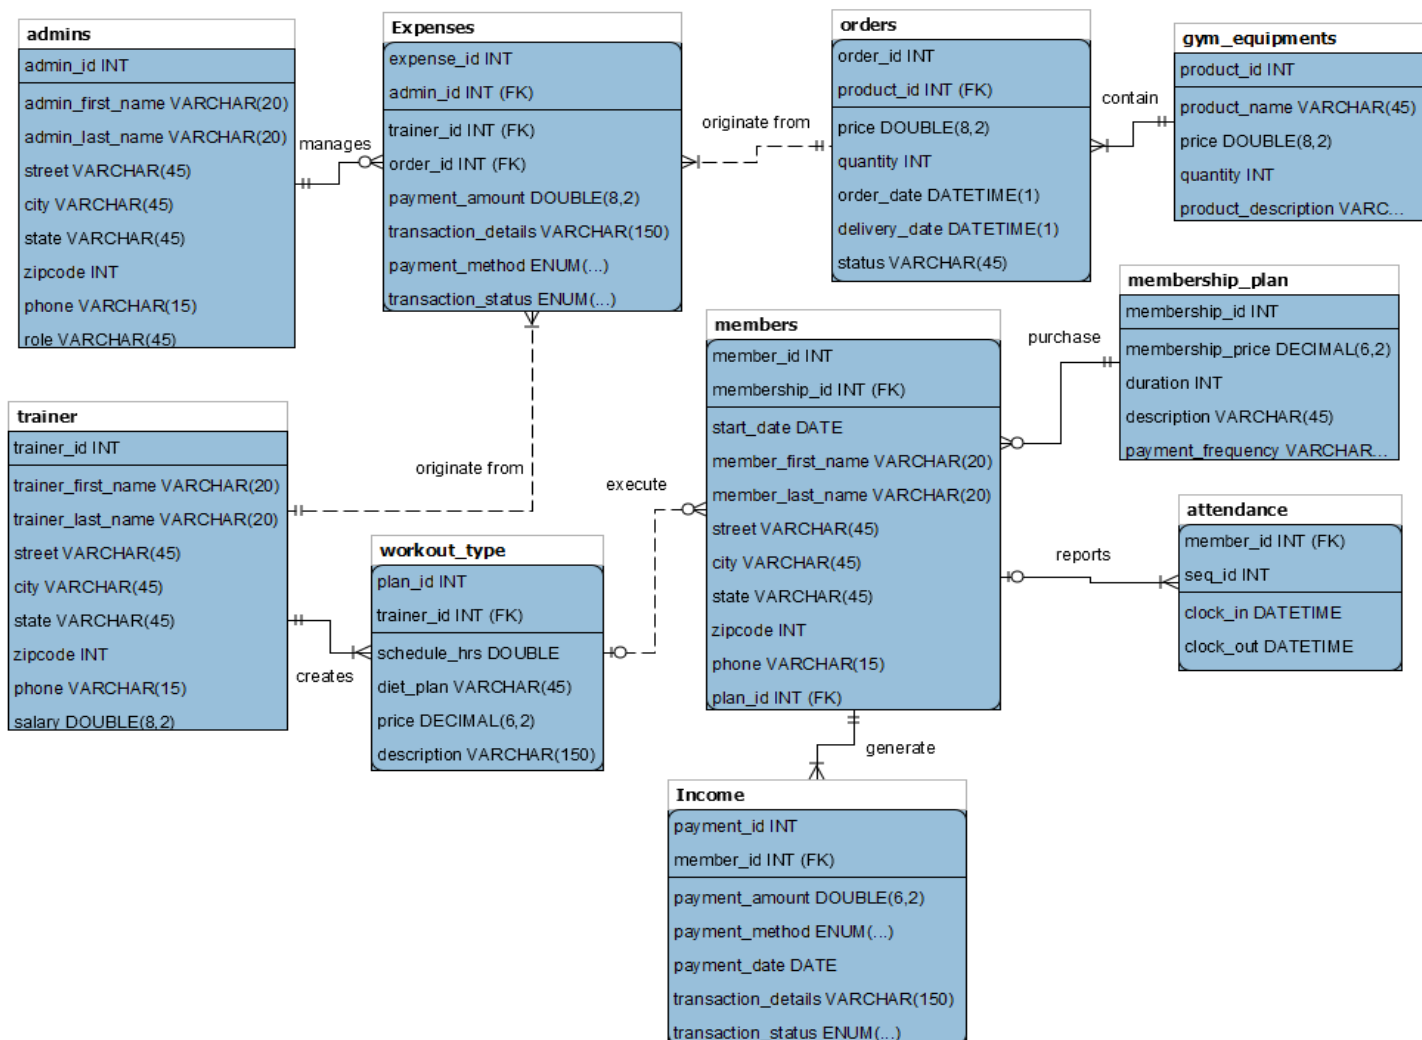 admins
admin_id INT
admin_first_name VARCHAR(20)
admin_last_name VARCHAR(20)
street VARCHAR(45)
city VARCHAR(45)
state VARCHAR(45)
zipcode INT
phone VARCHAR(15)
role VARCHAR(45)
manages
Expenses
expense_id INT
admin_id INT (FK)
trainer_id INT (FK)
order_id INT (FK)
payment_amount DOUBLE(8,2)
transaction_details VARCHAR(150)
payment_method ENUM(...)
transaction_status ENUM(...)
originate from
orders
order_id INT
product_id INT (FK)
price DOUBLE(8,2)
quantity INT
order_date DATETIME(1)
delivery_date DATETIME(1)
status VARCHAR(45)
contain
gym_equipments
product_id INT
product_name VARCHAR(45)
price DOUBLE(8,2)
quantity INT
product_description VARC...
trainer
trainer_id INT
trainer_first_name VARCHAR(20)
trainer_last_name VARCHAR(20)
street VARCHAR(45)
city VARCHAR(45)
state VARCHAR(45)
zipcode INT
phone VARCHAR(15)
salary DOUBLE(8,2)
originate from
creates
workout_type
plan_id INT
trainer_id INT (FK)
schedule_hrs DOUBLE
diet_plan VARCHAR(45)
price DECIMAL(6,2)
description VARCHAR(150)
execute
members
member_id INT
membership_id INT (FK)
start_date DATE
member_first_name VARCHAR(20)
member_last_name VARCHAR(20)
street VARCHAR(45)
city VARCHAR(45)
state VARCHAR(45)
zipcode INT
phone VARCHAR(15)
plan_id INT (FK)
purchase
membership_plan
membership_id INT
membership_price DECIMAL(6,2)
duration INT
description VARCHAR(45)
payment_frequency VARCHAR...
reports
attendance
member_id INT (FK)
seq_id INT
clock_in DATETIME
clock_out DATETIME
generate
Income
payment_id INT
member_id INT (FK)
payment_amount DOUBLE(6,2)
payment_method ENUM(...)
payment_date DATE
transaction_details VARCHAR(150)
transaction_status ENUM(...)